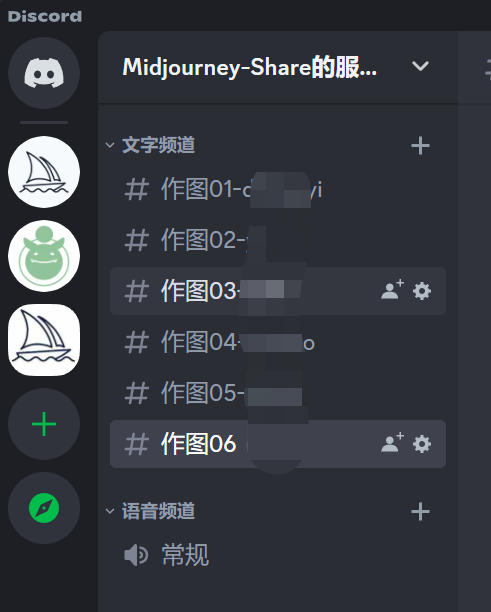 Discord
Midjourney-Share的服...
文字频道
作图01-
作图02-
作图03-
作图04-
作图05-
作图06
语音频道
常规